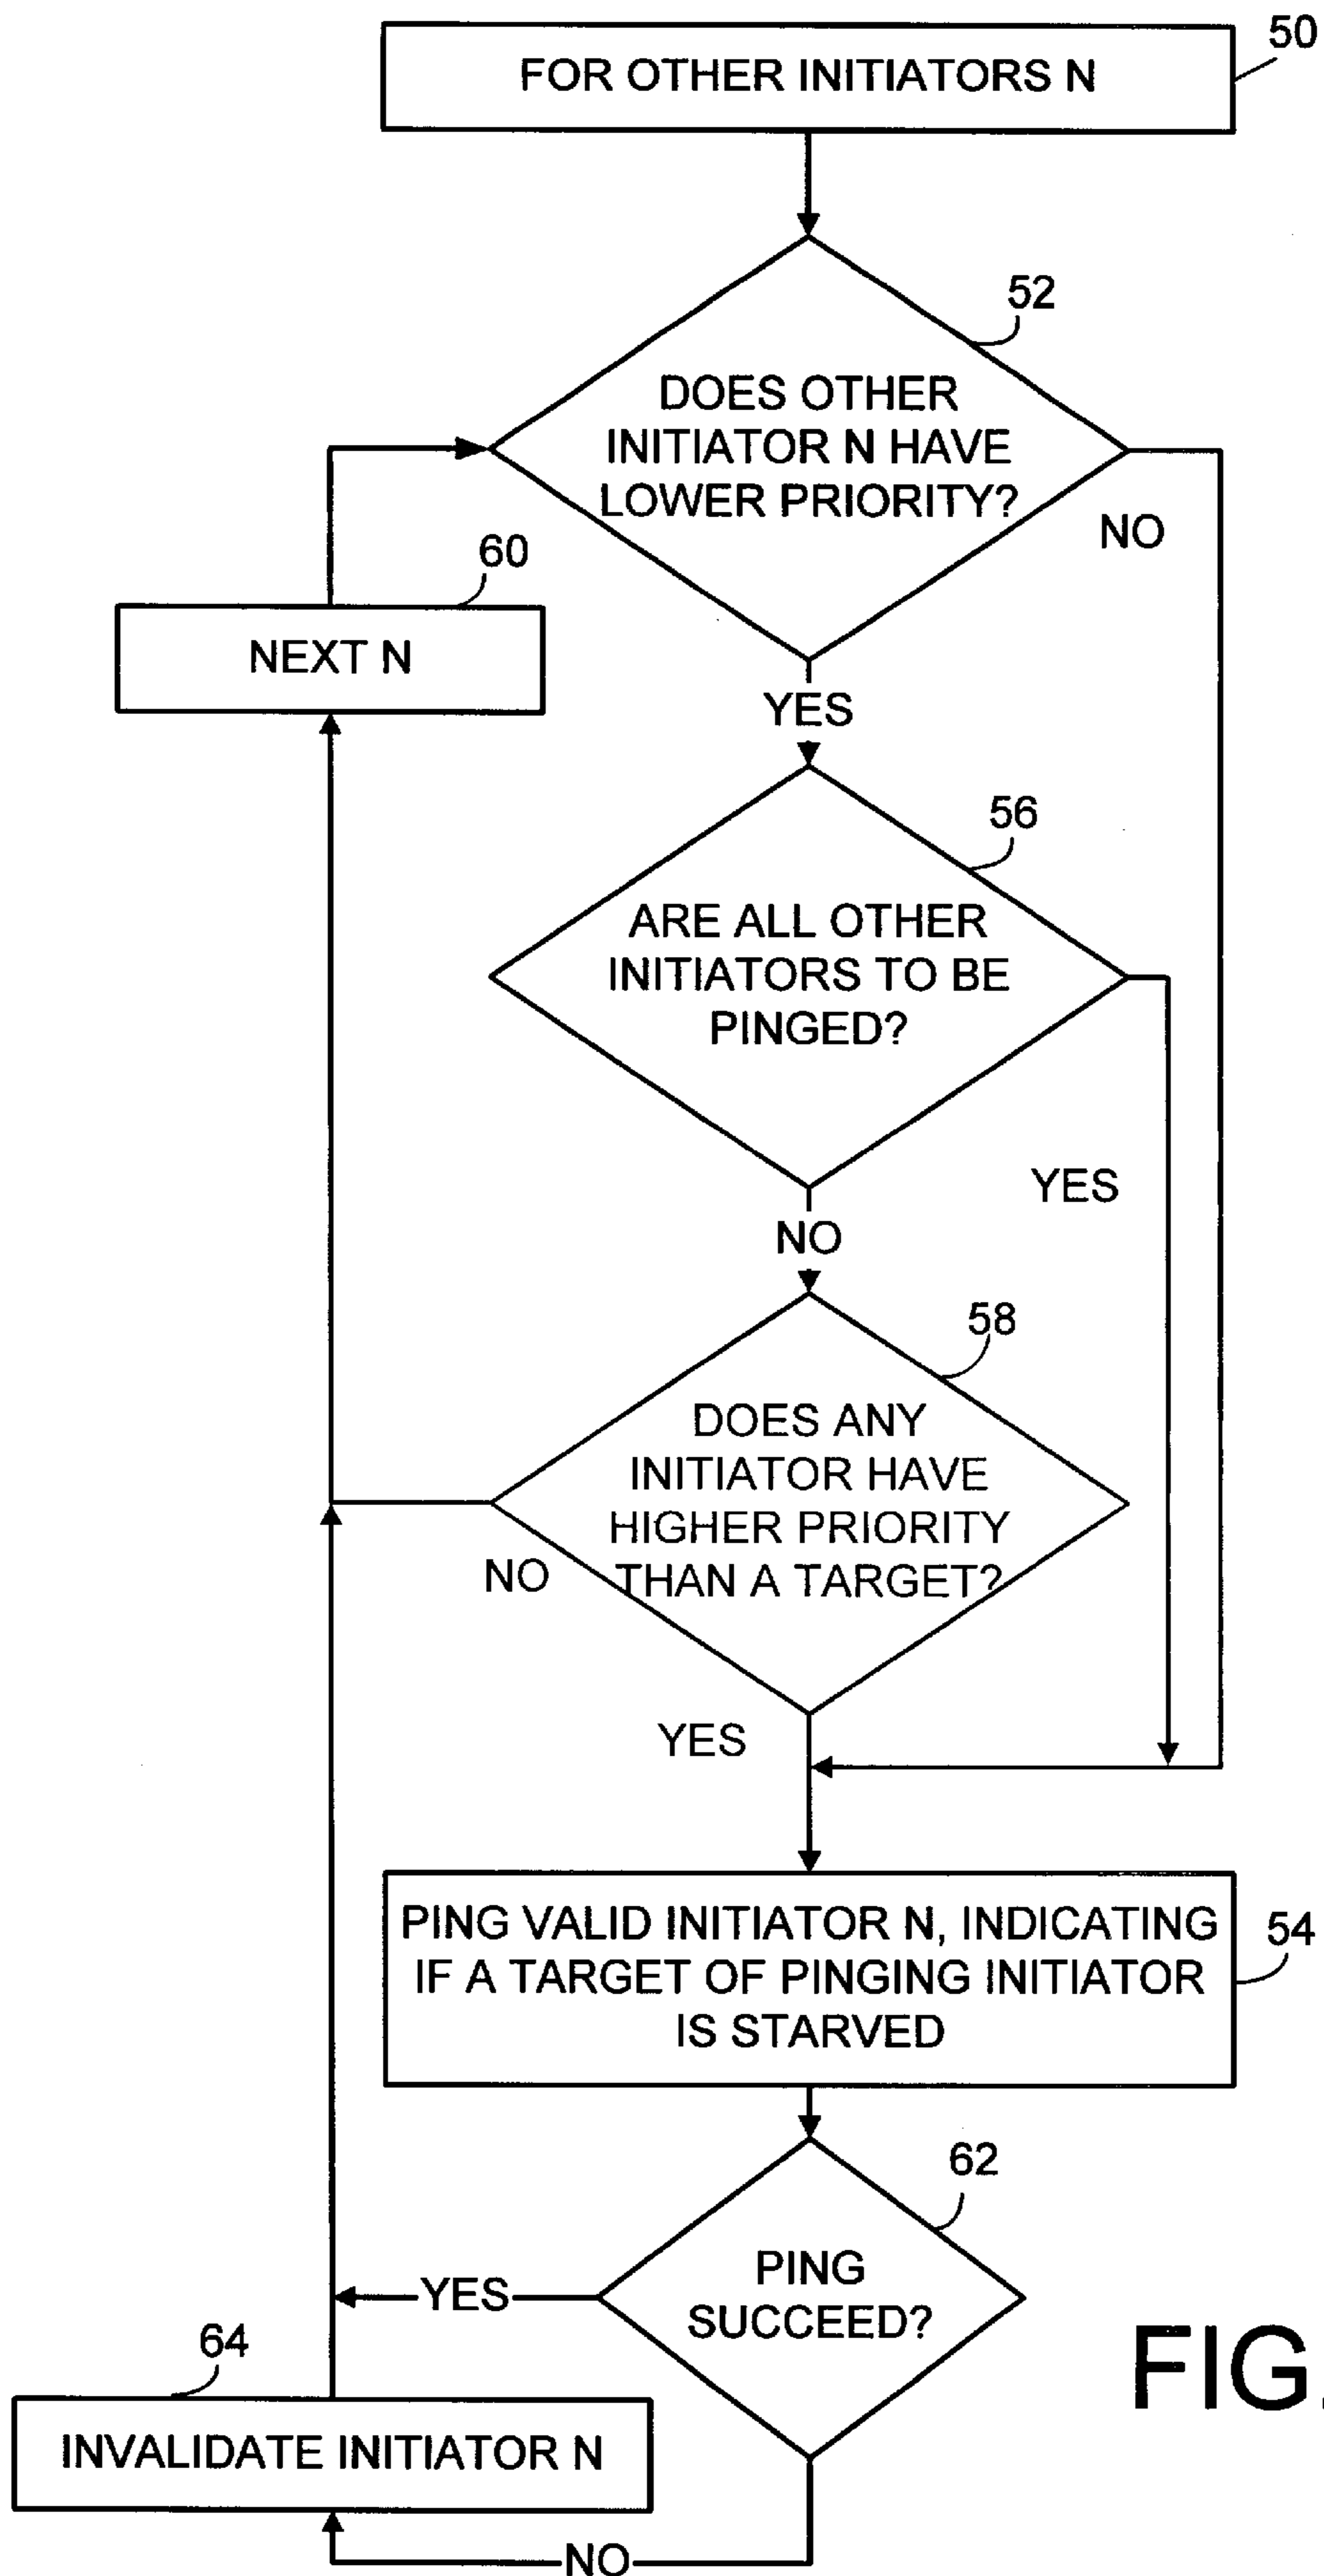 FOR OTHER INITIATORS N
50
52
DOES OTHER
INITIATOR N HAVE
LOWER PRIORITY?
NO
60
NEXT N
YES
56
ARE ALL OTHER
INITIATORS TO BE
PINGED?
YES
NO
58
DOES ANY
INITIATOR HAVE
HIGHER PRIORITY
THAN A TARGET?
NO
YES
PING VALID INITIATOR N, INDICATING
IF A TARGET OF PINGING INITIATOR
IS STARVED
54
62
PING
SUCCEED?
YES
64
INVALIDATE INITIATOR N
NO
FIG.